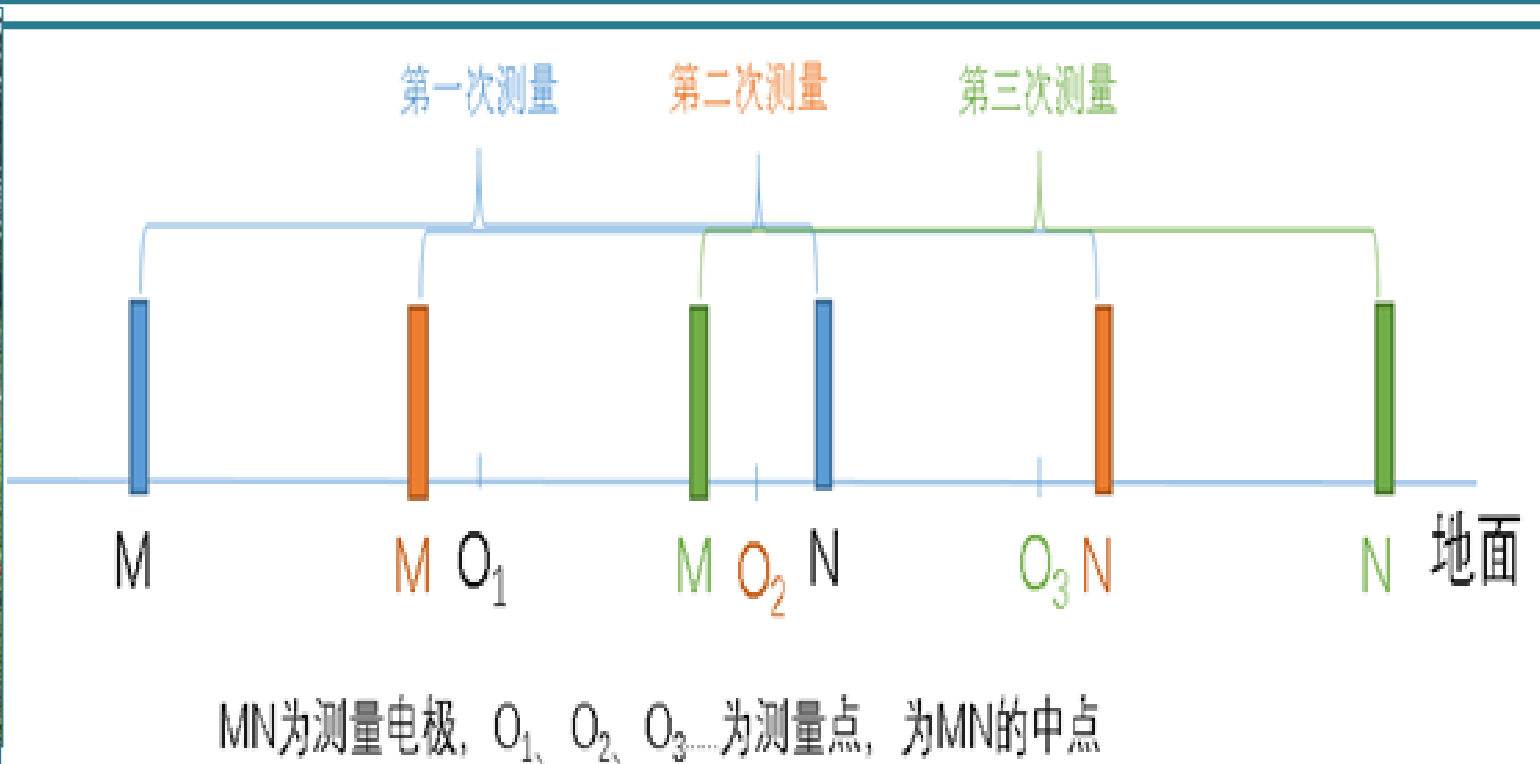 第一次测量 第二次测量 第三次测量
M M O₁ M O₂ N O₃ N N 地面
MN为测量电极, O₁、 O₂、 O₃……为测量点, 为MN的中点